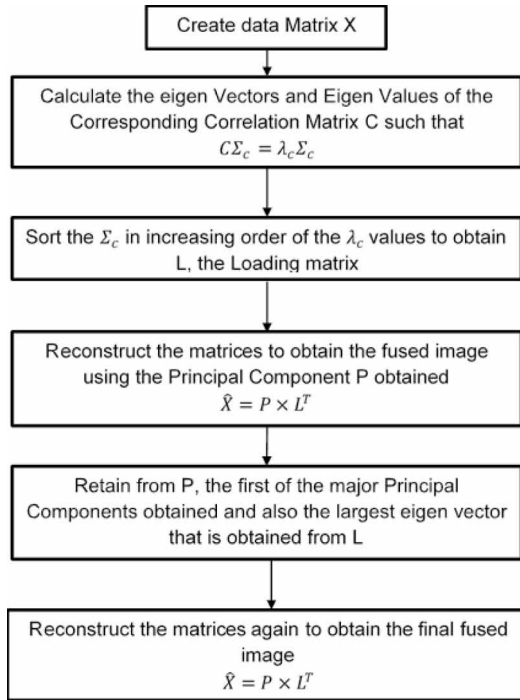 Create data Matrix X
Calculate the eigen Vectors and Eigen Values of the
Corresponding Correlation Matrix C such that
𝐶𝛴𝑐 = 𝜆𝑐𝛴𝑐
Sort the 𝛴𝑐 in increasing order of the 𝜆𝑐 values to obtain
L, the Loading matrix
Reconstruct the matrices to obtain the fused image
using the Principal Component P obtained
X̂ = P × Lᵀ
Retain from P, the first of the major Principal
Components obtained and also the largest eigen vector
that is obtained from L
Reconstruct the matrices again to obtain the final fused
image
X̂ = P × Lᵀ